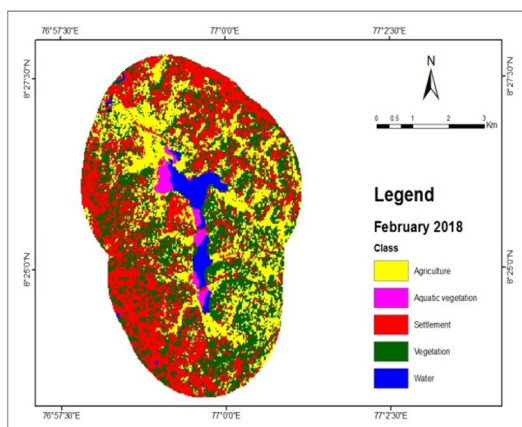 76°57'30"E 77°0'0"E 77°2'30"E
8°27'30"N 8°27'30"N
N
0 0.5 1 2 3
Km
Legend
February 2018
Class
Agriculture
Aquatic vegetation
Settlement
Vegetation
Water
8°25'0"N 8°25'0"N
76°57'30"E 77°0'0"E 77°2'30"E